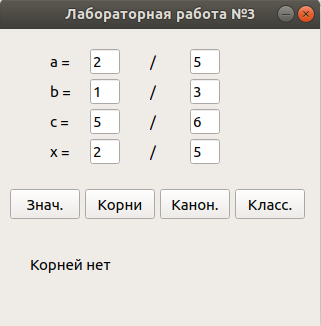 Лабораторная работа №3
a = 2 / 5
b = 1 / 3
c = 5 / 6
x = 2 / 5
Знач. Корни Канон. Класс.
Корней нет